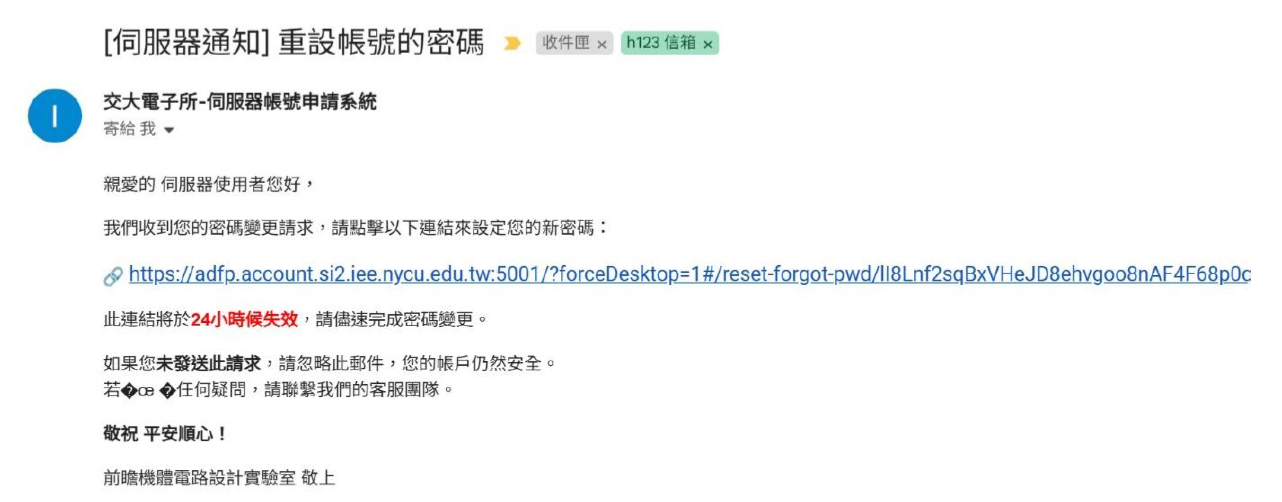 [伺服器通知] 重設帳號的密碼 收件匣 × h123 信箱 ×
I
交大電子所-伺服器帳號申請系統
寄給 我
親愛的 伺服器使用者您好，
我們收到您的密碼變更請求，請點擊以下連結來設定您的新密碼：
https://adfp.account.si2.iee.nycu.edu.tw:5001/?forceDesktop=1#/reset-forgot-pwd/lI8Lnf2sqBxVHeJD8ehvgoo8nAF4F68p0c
此連結將於24小時候失效，請儘速完成密碼變更。
如果您未發送此請求，請忽略此郵件，您的帳戶仍然安全。
若�œ �任何疑問，請聯繫我們的客服團隊。
敬祝 平安順心！
前瞻機體電路設計實驗室 敬上